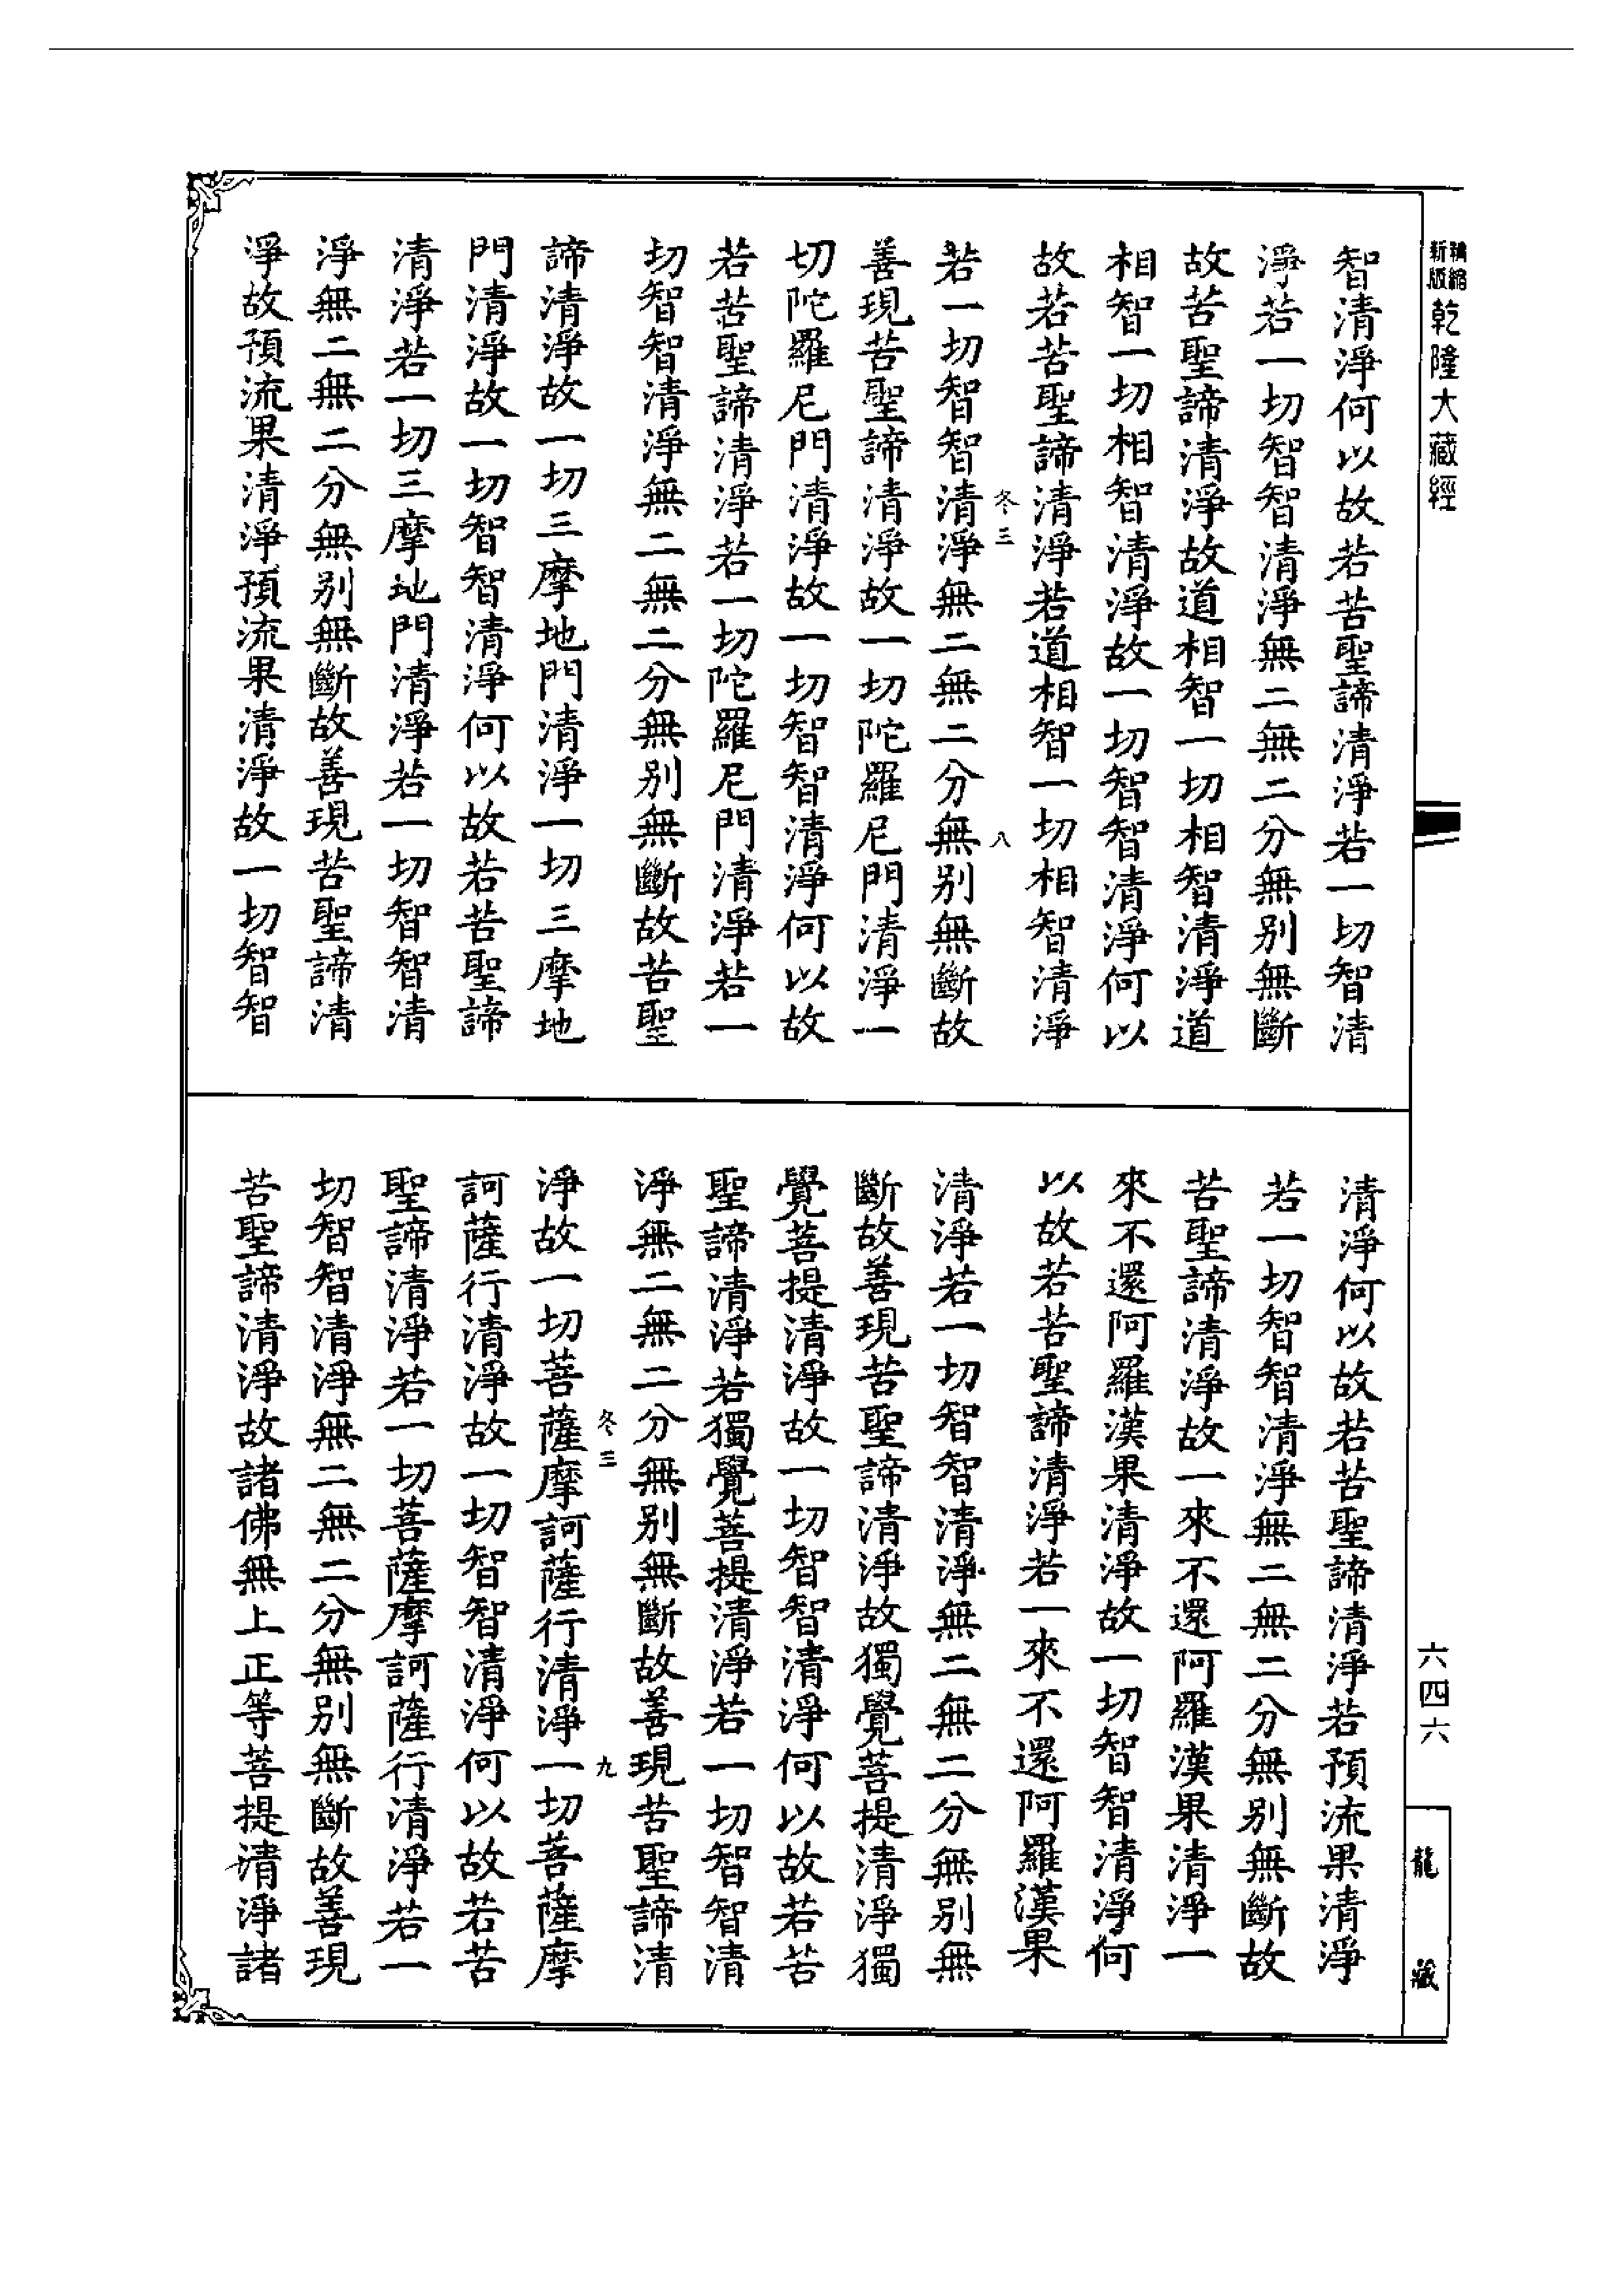 精縮
新版
乾隆大藏經
智清淨何以故若苦聖諦清淨若一切智智清
淨若一切智智清淨無二無二分無別無斷
故苦聖諦清淨故道相智一切相智清淨道
相智一切相智清淨故一切智智清淨何以
故若苦聖諦清淨若道相智一切相智清淨
冬三
八
若一切智智清淨無二無二分無別無斷故
善現苦聖諦清淨故一切陀羅尼門清淨一
切陀羅尼門清淨故一切智智清淨何以故
若苦聖諦清淨若一切陀羅尼門清淨若一
切智智清淨無二無二分無別無斷故苦聖
諦清淨故一切三摩地門清淨一切三摩地
門清淨故一切智智清淨何以故若苦聖諦
清淨若一切三摩地門清淨若一切智智清
淨無二無二分無別無斷故善現苦聖諦清
淨故預流果清淨預流果清淨故一切智智
清淨何以故若苦聖諦清淨若預流果清淨
若一切智智清淨無二無二分無別無斷故
苦聖諦清淨故一來不還阿羅漢果清淨一
來不還阿羅漢果清淨故一切智智清淨何
以故若苦聖諦清淨若一來不還阿羅漢果
清淨若一切智智清淨無二無二分無別無
斷故善現苦聖諦清淨故獨覺菩提清淨獨
覺菩提清淨故一切智智清淨何以故若苦
聖諦清淨若獨覺菩提清淨若一切智智清
淨無二無二分無別無斷故善現苦聖諦清
冬三
九
淨故一切菩薩摩訶薩行清淨一切菩薩摩
訶薩行清淨故一切智智清淨何以故若苦
聖諦清淨若一切菩薩摩訶薩行清淨若一
切智智清淨無二無二分無別無斷故善現
苦聖諦清淨故諸佛無上正等菩提清淨諸
六四六
龍藏